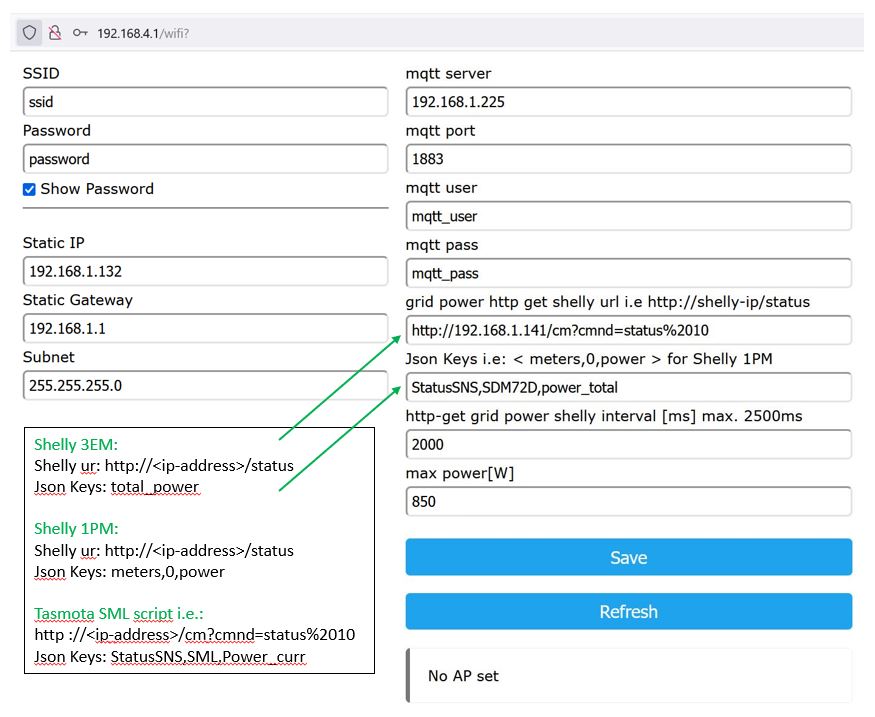 192.168.4.1/wifi?
SSID
ssid
Password
password
Show Password
Static IP
192.168.1.132
Static Gateway
192.168.1.1
Subnet
255.255.255.0
Shelly 3EM:
Shelly ur: http://<ip-address>/status
Json Keys: total_power
Shelly 1PM:
Shelly ur: http://<ip-address>/status
Json Keys: meters,0,power
Tasmota SML script i.e.:
http ://<ip-address>/cm?cmnd=status%2010
Json Keys: StatusSNS,SML,Power_curr
mqtt server
192.168.1.225
mqtt port
1883
mqtt user
mqtt_user
mqtt pass
mqtt_pass
grid power http get shelly url i.e http://shelly-ip/status
http://192.168.1.141/cm?cmnd=status%2010
Json Keys i.e: < meters,0,power > for Shelly 1PM
StatusSNS,SDM72D,power_total
http-get grid power shelly interval [ms] max. 2500ms
2000
max power[W]
850
Save
Refresh
No AP set